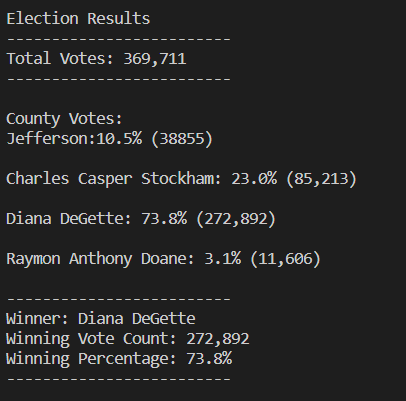 Election Results
-------------------------
Total Votes: 369,711
-------------------------
County Votes:
Jefferson:10.5% (38855)
Charles Casper Stockham: 23.0% (85,213)
Diana DeGette: 73.8% (272,892)
Raymon Anthony Doane: 3.1% (11,606)
-------------------------
Winner: Diana DeGette
Winning Vote Count: 272,892
Winning Percentage: 73.8%
-------------------------